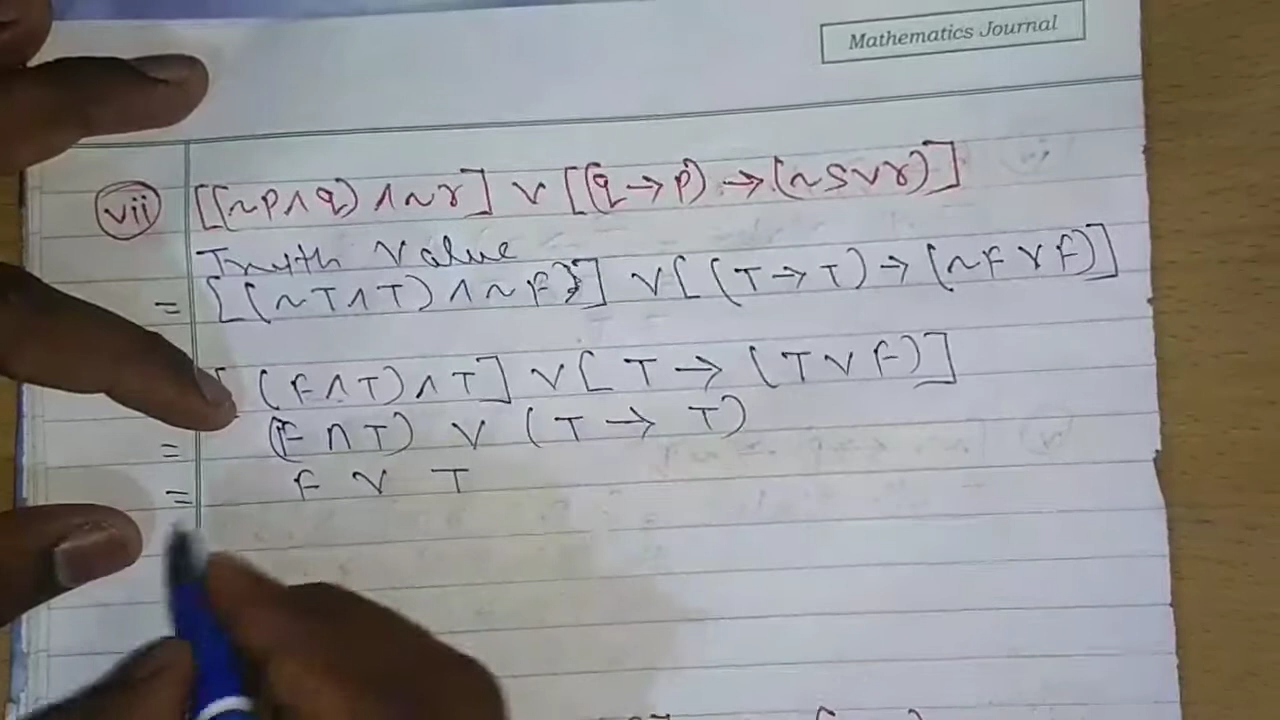 Mathematics Journal
vii [(~p∧q) ∧ ~r] ∨ [(q → p) → (~s∨r)]
Truth Value
= [(~T∧T) ∧ ~F}] ∨ [(T → T) → (~F ∨ F)]
[(F∧T) ∧ T] ∨ [T → (T ∨ F)]
= (F ∧ T) ∨ (T → T)
= F ∨ T